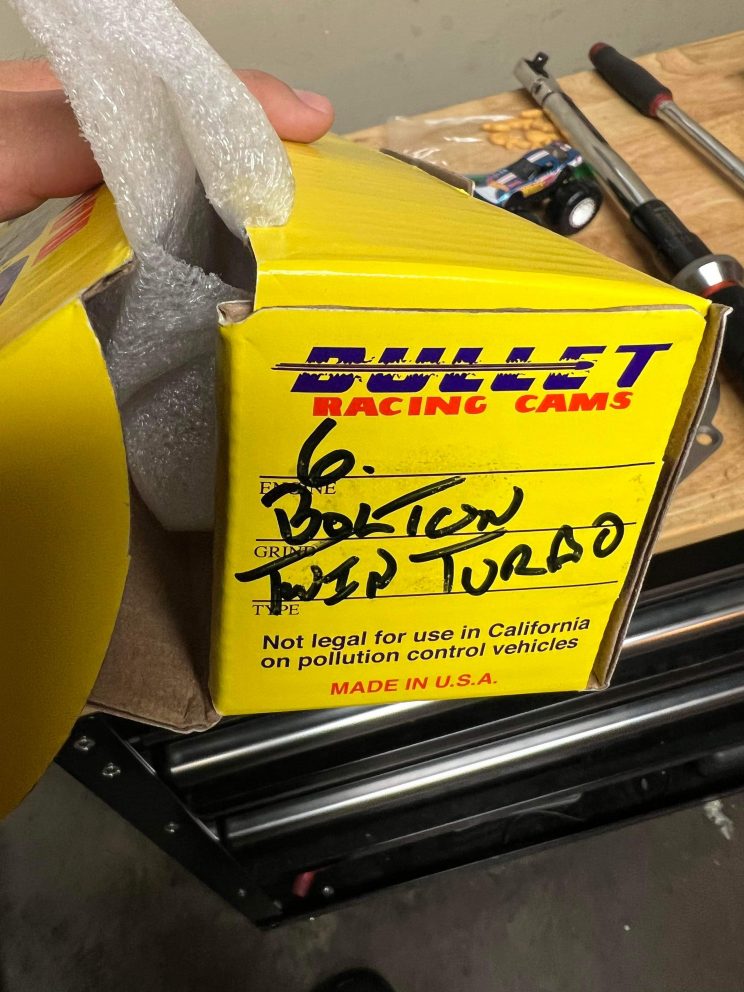 BULLET
RACING CAMS
6.
ENGINE
BOLTION
GRIND
TWIN TURBO
TYPE
Not legal for use in California
on pollution control vehicles
MADE IN U.S.A.